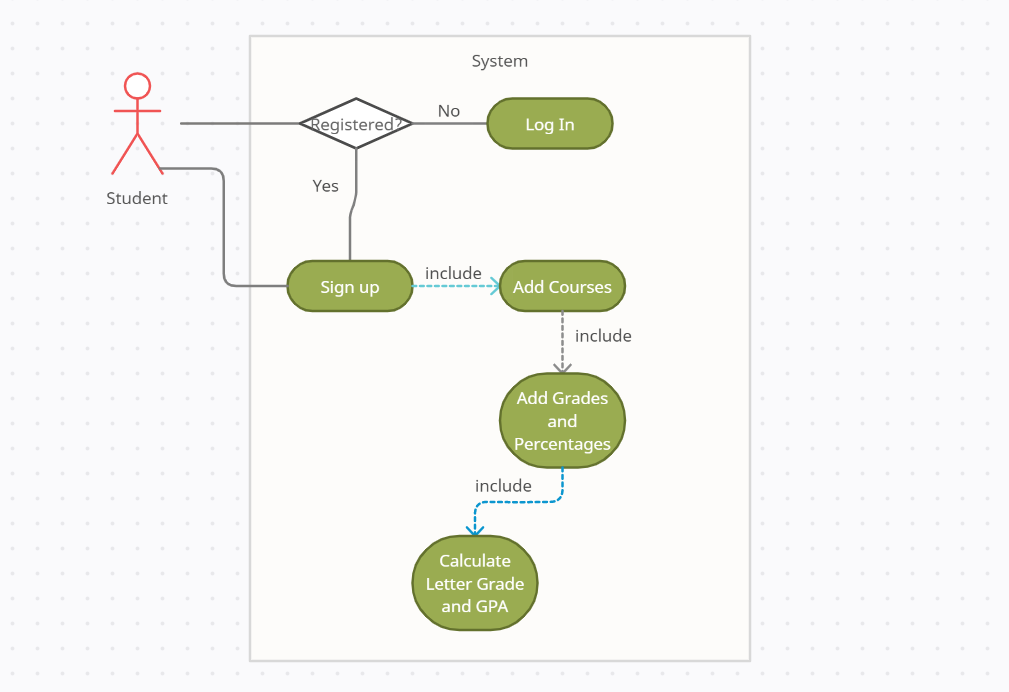 System
Registered?
No
Log In
Student
Yes
Sign up
include
Add Courses
include
Add Grades
and
Percentages
include
Calculate
Letter Grade
and GPA